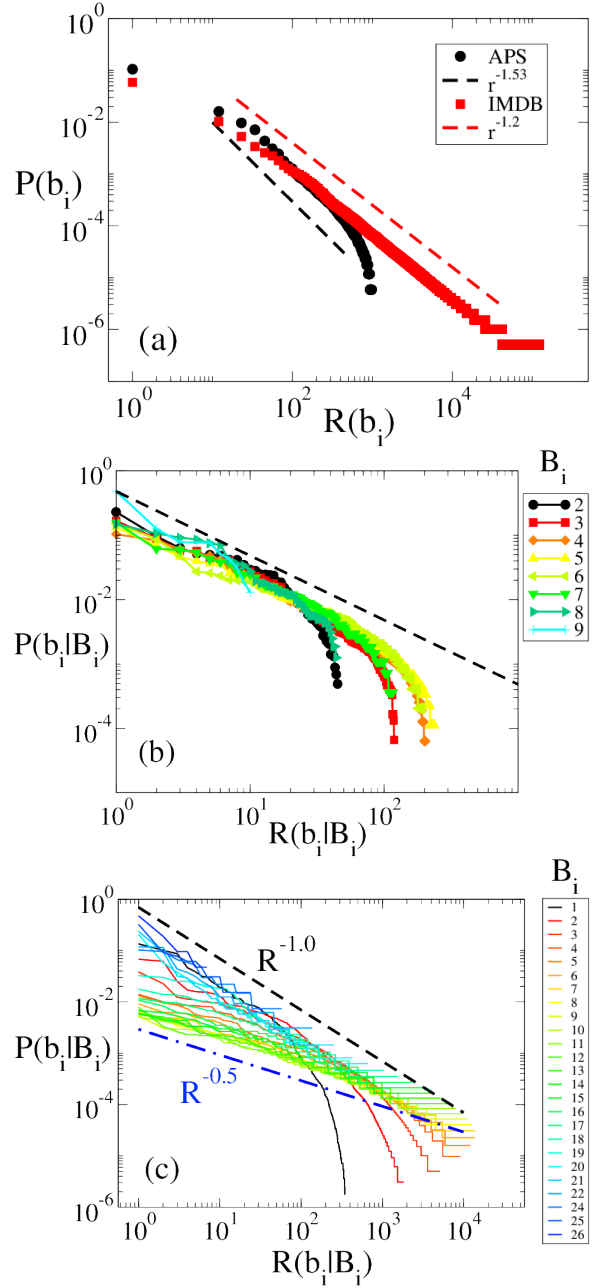 10^0
APS
r^-1.53
IMDB
r^-1.2
10^-2
P(b_i)
10^-4
10^-6
(a)
10^0 10^2 10^4
R(b_i)
10^0
B_i
2
3
4
5
6
7
8
9
10^-2
P(b_i|B_i)
10^-4
(b)
10^0 10^1 10^2
R(b_i|B_i)
B_i
10^0
R^-1.0
10^-2
P(b_i|B_i)
R^-0.5
10^-4
(c)
10^-6
10^0 10^1 10^2 10^3 10^4
R(b_i|B_i)
1
2
3
4
5
6
7
8
9
10
11
12
13
14
15
16
17
18
19
20
21
22
24
25
26